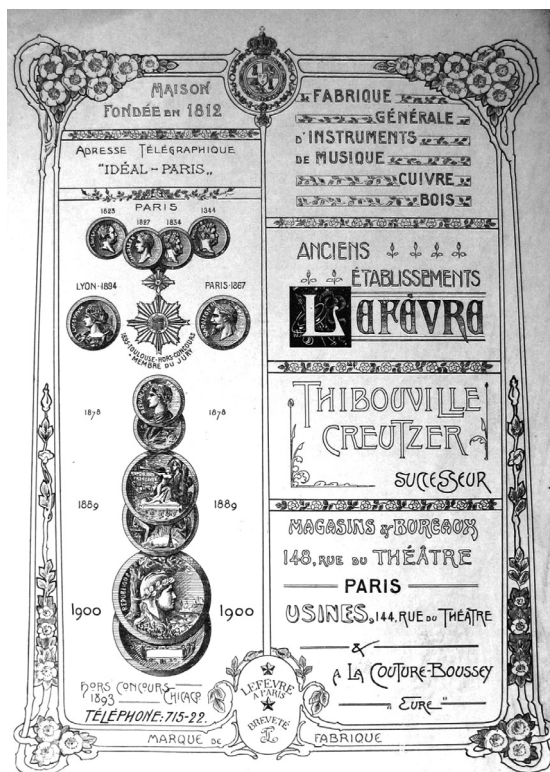 MAISON
FONDÉE EN 1812
ADRESSE TÉLÉGRAPHIQUE
"IDÉAL-PARIS„
PARIS
1823
1827
1834
1844
LYON-1894
PARIS-1867
TOULOUSE-HORS-CONCOURS
MEMBRE DU JURY
1878
1878
1889
1889
1900
1900
HORS CONCOURS
1893 CHICAGO
TÉLÉPHONE: 715-22.
FABRIQUE
GÉNÉRALE
D'INSTRUMENTS
DE MUSIQUE
CUIVRE
BOIS
ANCIENS
ÉTABLISSEMENTS
LEFÈVRE
THIBOUVILLE
CREUTZER
SUCCESSEUR
MAGASINS & BUREAUX
148, RUE DU THÉÂTRE
PARIS
USINES, 144, RUE DU THÉÂTRE
&
A LA COUTURE-BOUSSEY
"EURE"
LEFEVRE
A PARIS
BREVETÉ
L
MARQUE DE FABRIQUE